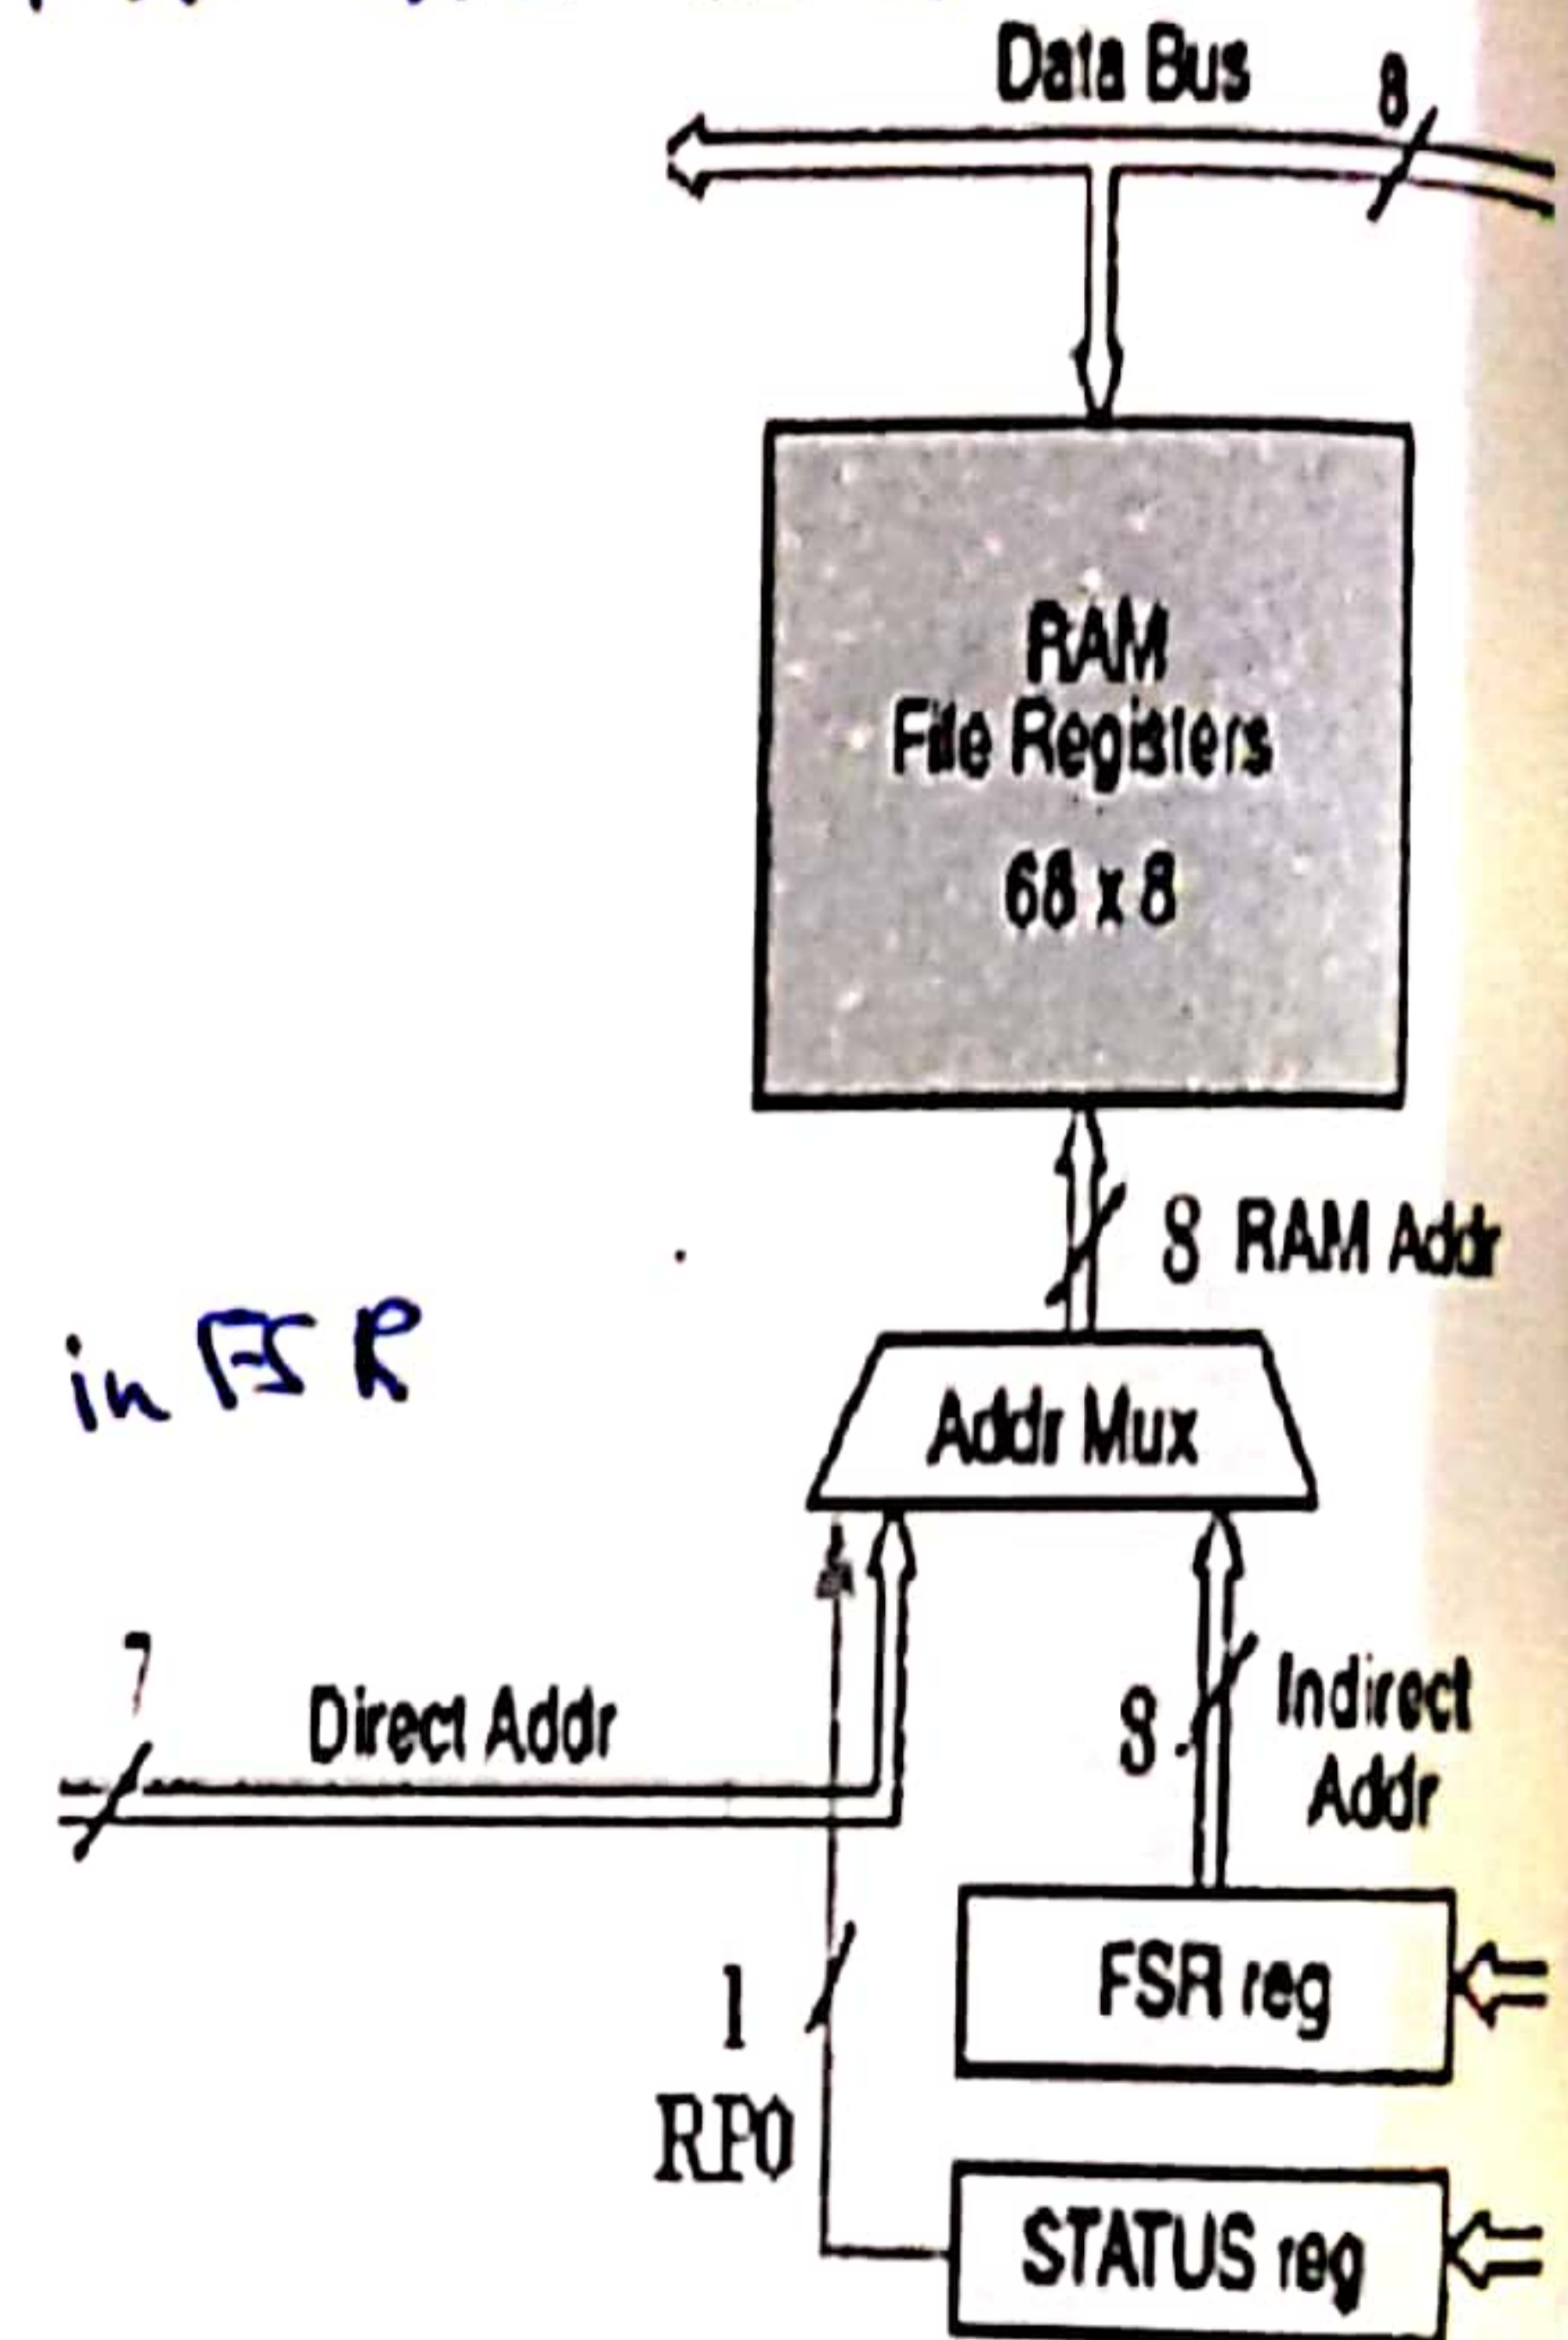 Data Bus
8
RAM
File Registers
68 x 8
8 RAM Addr
in FSR
Addr Mux
7
Direct Addr
8
Indirect
Addr
1
RP0
FSR reg
STATUS reg